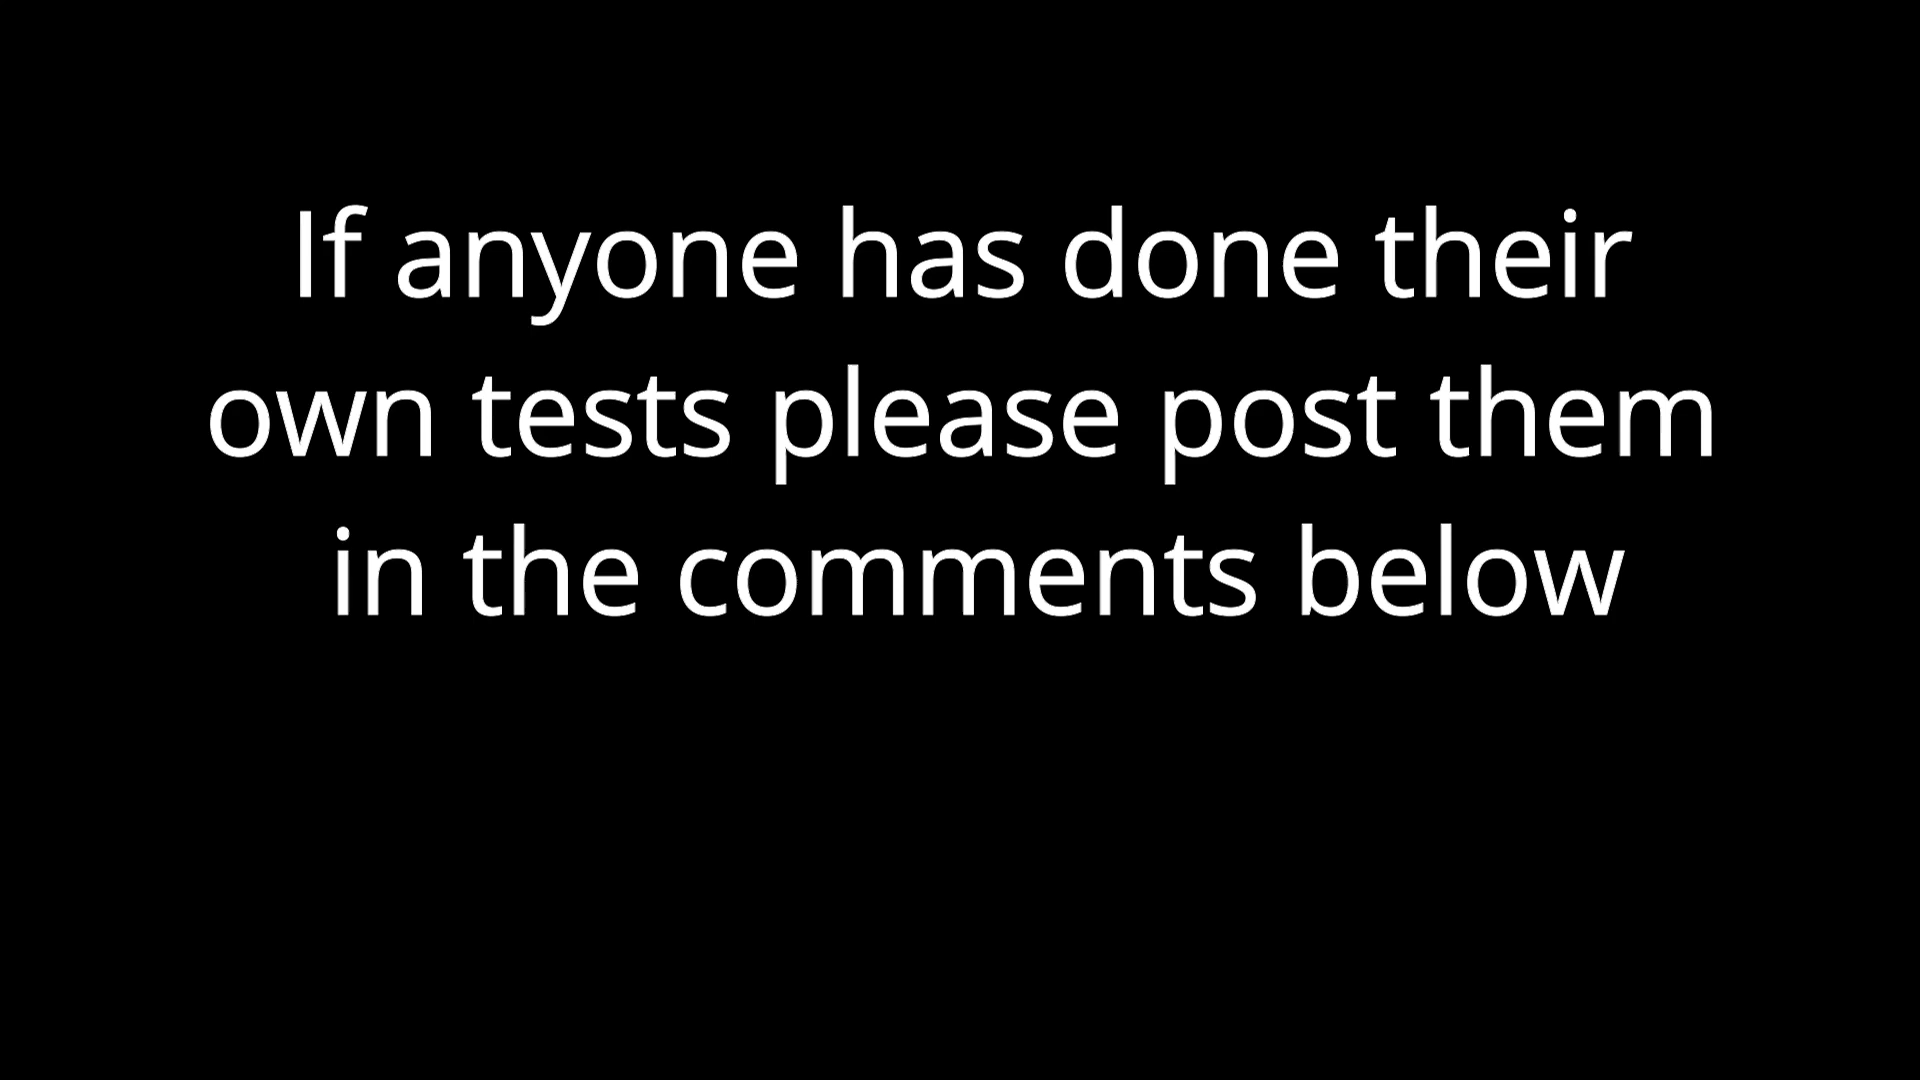 If anyone has done their
own tests please post them
in the comments below